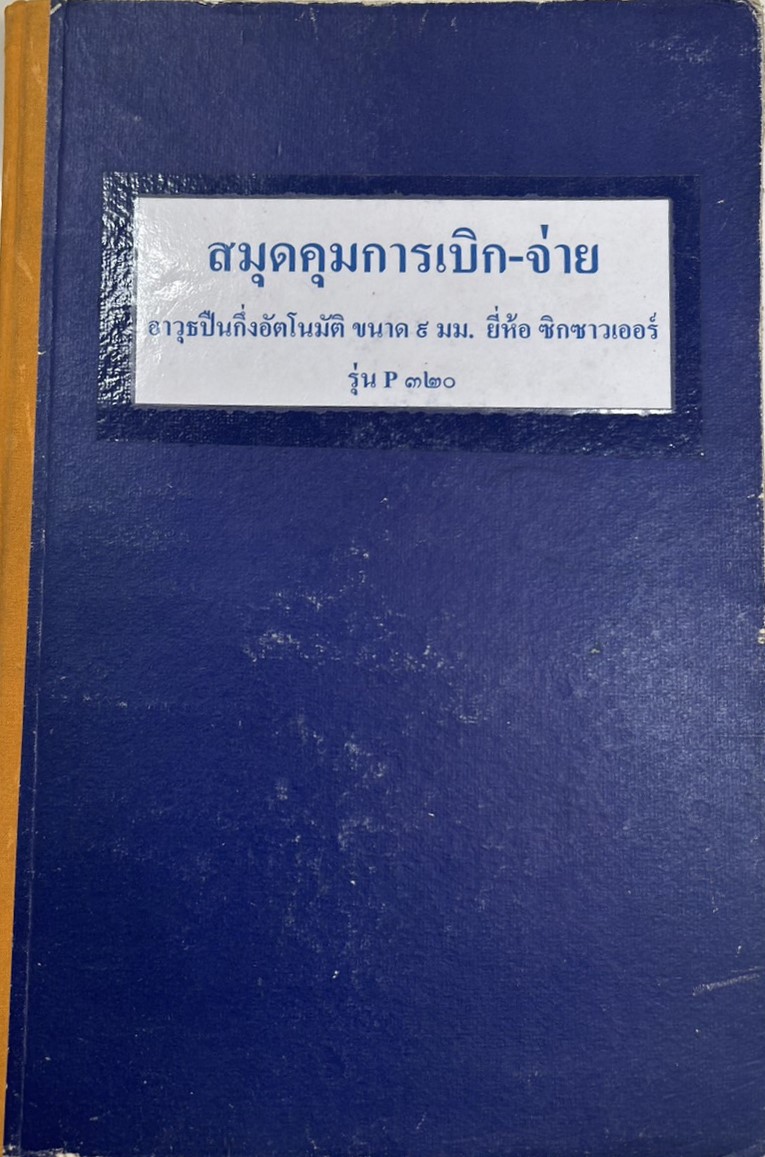 สมุดคุมการเบิก-จ่าย
อาวุธปืนกึ่งอัตโนมัติ ขนาด ๙ มม. ยี่ห้อ ซิกซาวเออร์
รุ่น P ๓๒๐